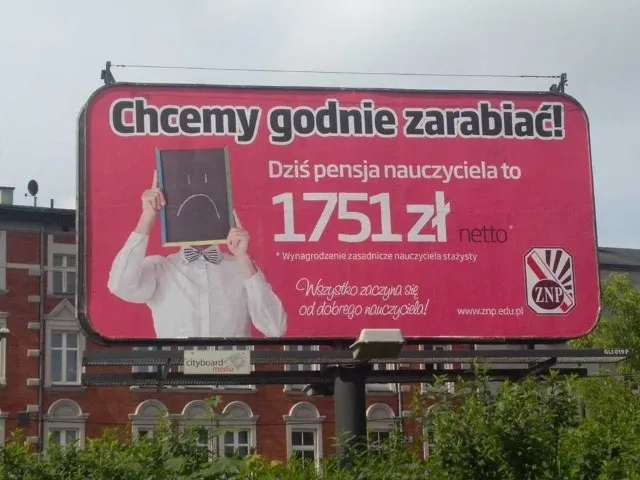 Chcemy godnie zarabiać!
Dziś pensja nauczyciela to
1751 zł netto
* Wynagrodzenie zasadnicze nauczyciela stażysty
Wszystko zaczyna się
od dobrego nauczyciela!
www.znp.edu.pl
ZNP
cityboard
media